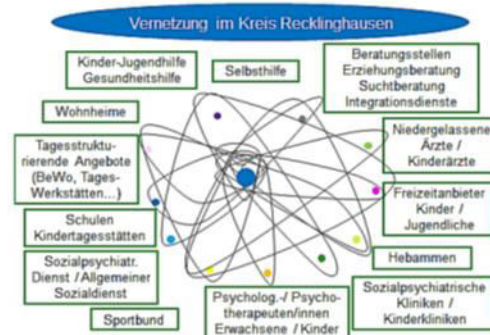 Vernetzung im Kreis Recklinghausen
Kinder-Jugendhilfe
Gesundheitshilfe
Selbsthilfe
Beratungsstellen
Erziehungsberatung
Suchtberatung
Integrationsdienste
Wohnheime
Niedergelassene
Ärzte /
Kinderärzte
Tagesstruktu-
rierende Angebote
(BeWo, Tages-
Werkstätten...)
Freizeitanbieter
Kinder /
Jugendliche
Schulen
Kindertagesstätten
Hebammen
Sozialpsychiatr.
Dienst / Allgemeiner
Sozialdienst
Sozialpsychiatrische
Kliniken /
Kinderkliniken
Psycholog.-/ Psycho-
therapeuten/innen
Erwachsene / Kinder
Sportbund